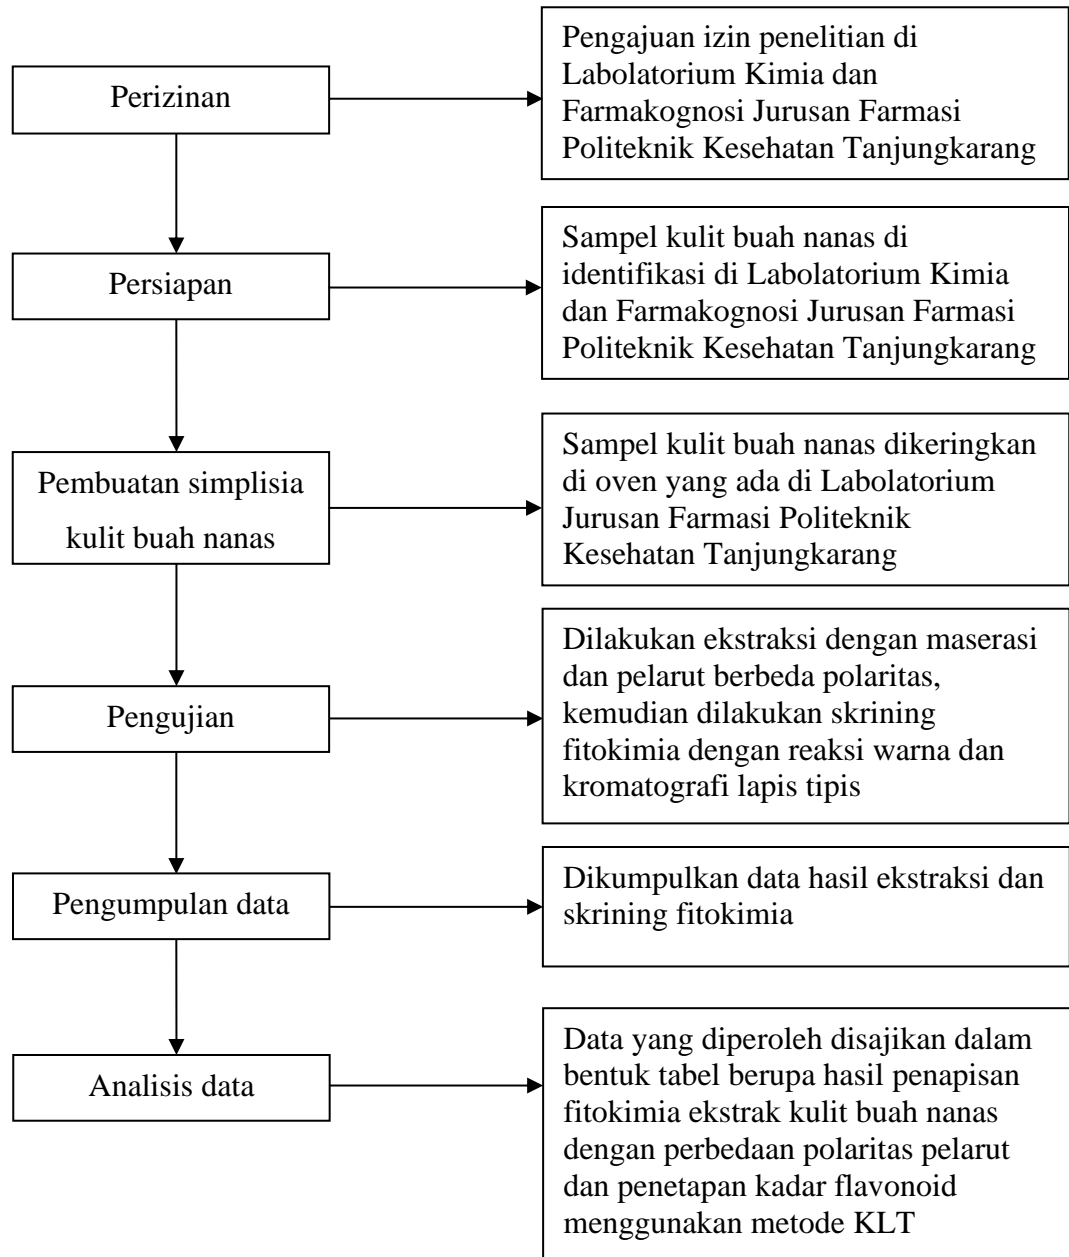 Perizinan
Pengajuan izin penelitian di
Labolatorium Kimia dan
Farmakognosi Jurusan Farmasi
Politeknik Kesehatan Tanjungkarang
Persiapan
Sampel kulit buah nanas di
identifikasi di Labolatorium Kimia
dan Farmakognosi Jurusan Farmasi
Politeknik Kesehatan Tanjungkarang
Pembuatan simplisia
kulit buah nanas
Sampel kulit buah nanas dikeringkan
di oven yang ada di Labolatorium
Jurusan Farmasi Politeknik
Kesehatan Tanjungkarang
Pengujian
Dilakukan ekstraksi dengan maserasi
dan pelarut berbeda polaritas,
kemudian dilakukan skrining
fitokimia dengan reaksi warna dan
kromatografi lapis tipis
Pengumpulan data
Dikumpulkan data hasil ekstraksi dan
skrining fitokimia
Analisis data
Data yang diperoleh disajikan dalam
bentuk tabel berupa hasil penapisan
fitokimia ekstrak kulit buah nanas
dengan perbedaan polaritas pelarut
dan penetapan kadar flavonoid
menggunakan metode KLT